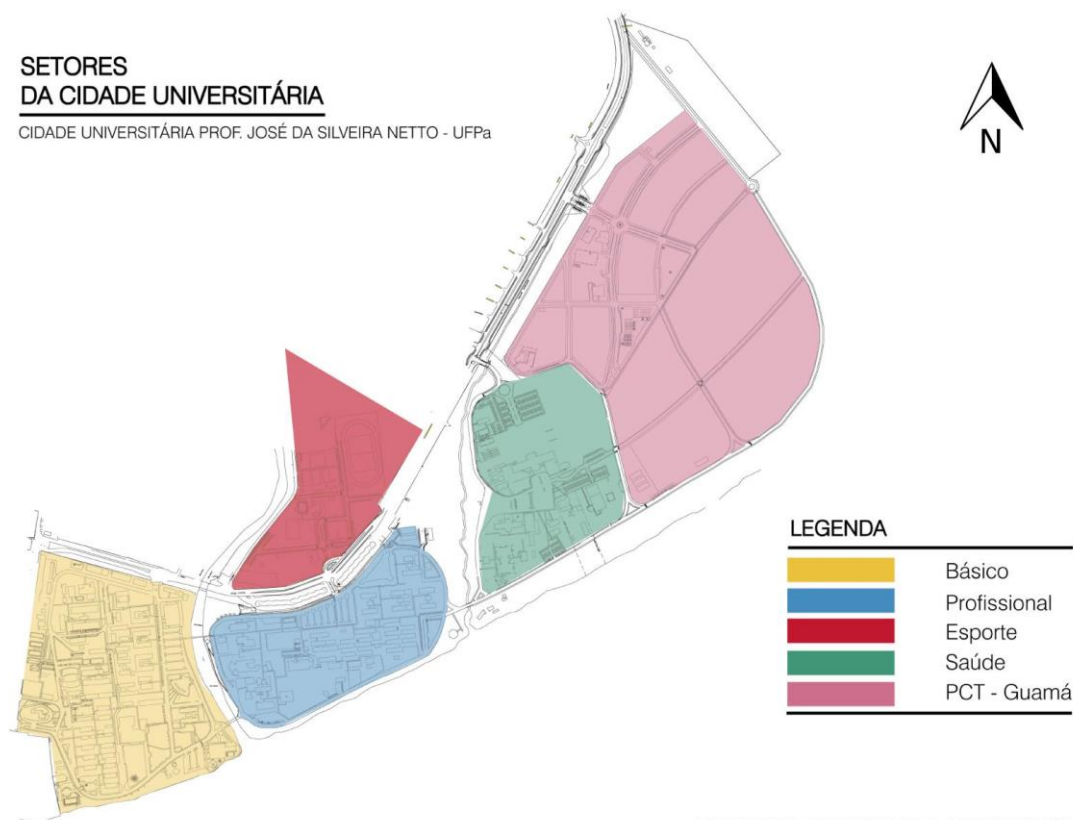 SETORES
DA CIDADE UNIVERSITÁRIA
CIDADE UNIVERSITÁRIA PROF. JOSÉ DA SILVEIRA NETTO - UFPa
N
LEGENDA
Básico
Profissional
Esporte
Saúde
PCT - Guamá